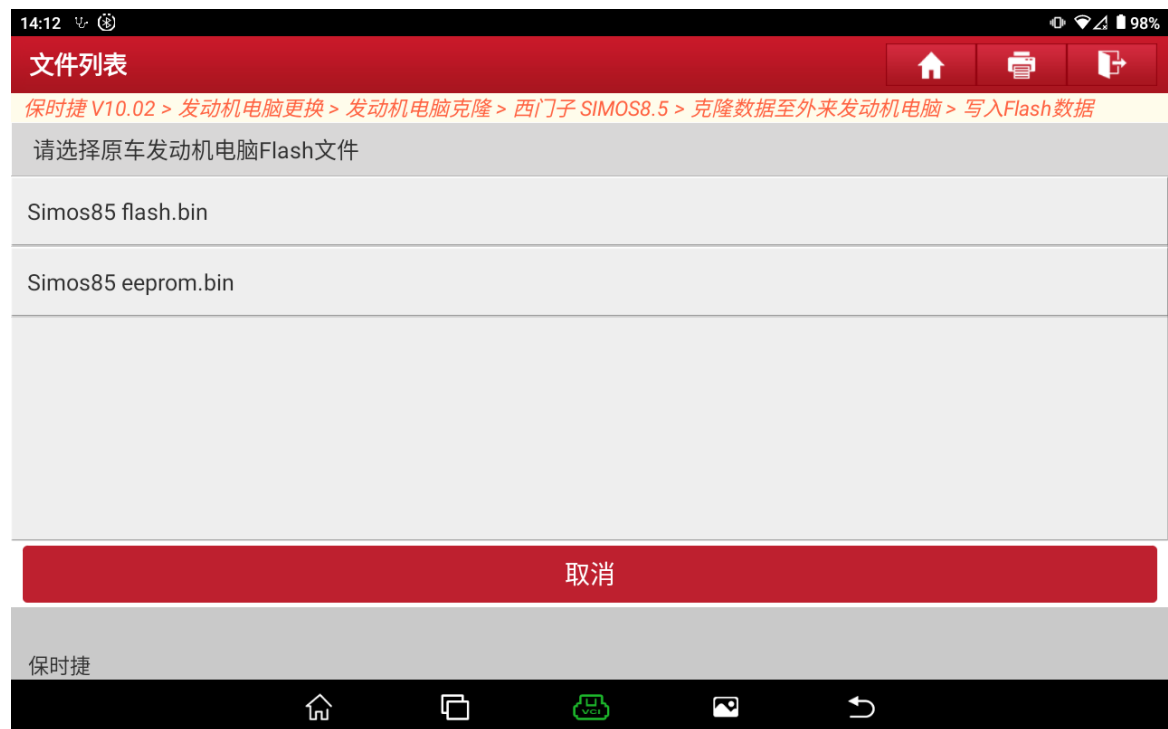 14:12 98%
文件列表
保时捷 V10.02 > 发动机电脑更换 > 发动机电脑克隆 > 西门子 SIMOS8.5 > 克隆数据至外来发动机电脑 > 写入Flash数据
请选择原车发动机电脑Flash文件
Simos85 flash.bin
Simos85 eeprom.bin
取消
保时捷
VCI